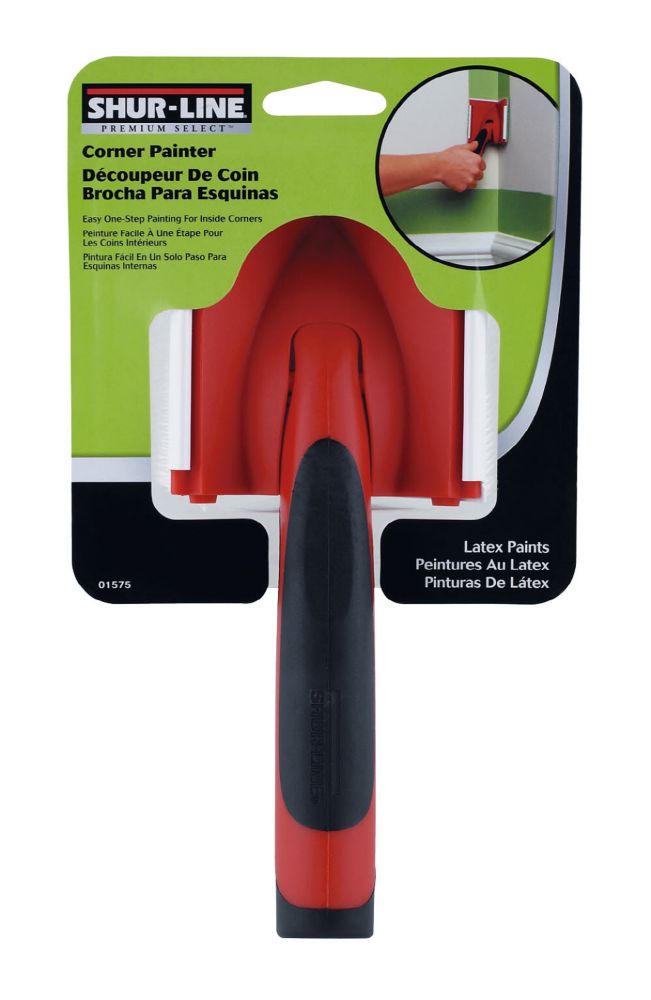 SHUR-LINE
PREMIUM SELECT™
Corner Painter
Découpeur De Coin
Brocha Para Esquinas
Easy One-Step Painting For Inside Corners
Peinture Facile À Une Étape Pour
Les Coins Intérieurs
Pintura Fácil En Un Solo Paso Para
Esquinas Internas
Latex Paints
Peintures Au Latex
Pinturas De Látex
01575
SHUR-LINE®